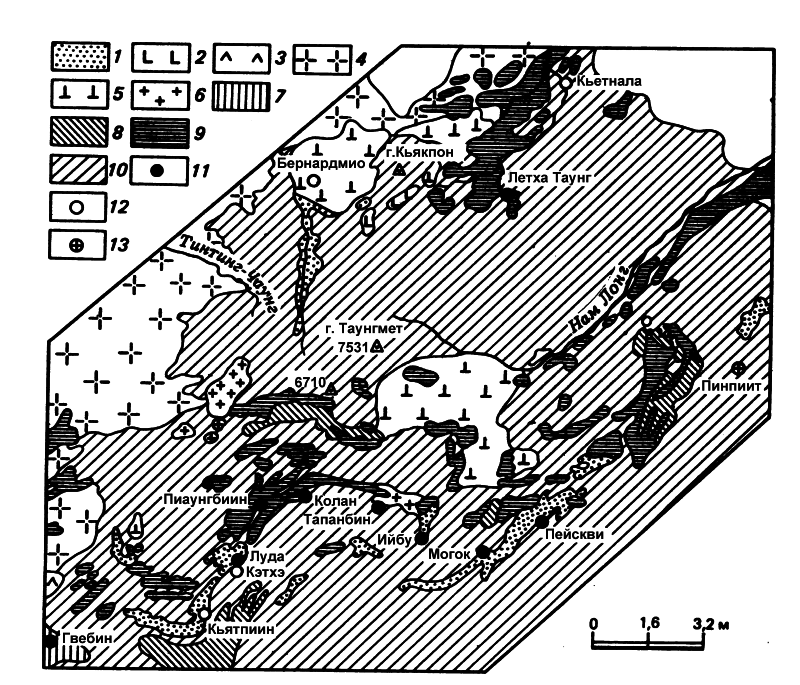 1 2 3 4
5 6 7
8 9
10 11
12
13
Кьетнала
г.Кьякпон
Бернардмио
Летха Таунг
Тинтинг-Чаунг
Нам Лонг
г. Таунгмет
7531
6710
Пинпиит
Пиаунгбиин
Колан
Тапанбин
Ийбу
Могок
Пейскви
Луда
Кэтхэ
Кьятпиин
Гвебин
0 1,6 3,2 м